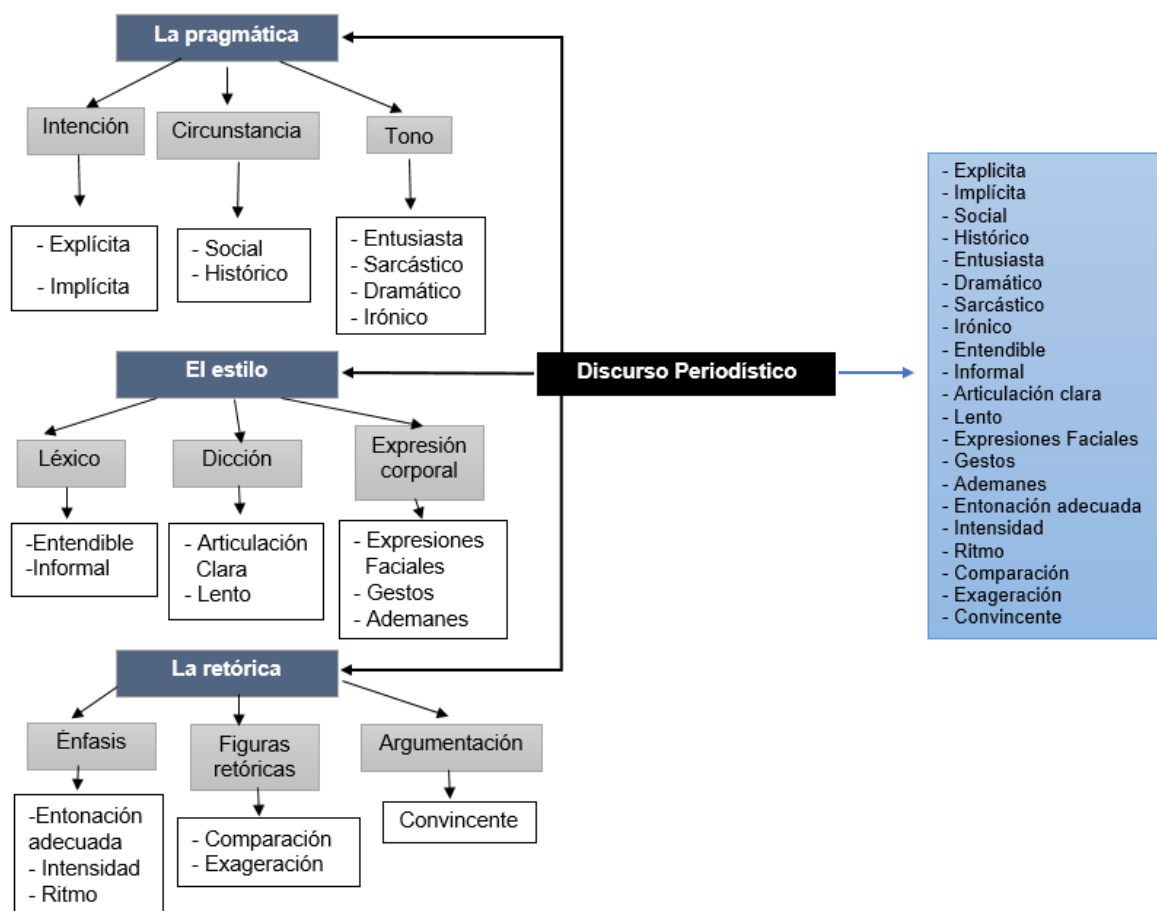 La pragmática
Intención
Circunstancia
Tono
- Explícita
- Implícita
- Social
- Histórico
- Entusiasta
- Sarcástico
- Dramático
- Irónico
El estilo
Léxico
Dicción
Expresión
corporal
-Entendible
-Informal
- Articulación
Clara
- Lento
- Expresiones
Faciales
- Gestos
- Ademanes
La retórica
Énfasis
Figuras
retóricas
Argumentación
-Entonación
adecuada
- Intensidad
- Ritmo
- Comparación
- Exageración
Convincente
Discurso Periodístico
- Explicita
- Implícita
- Social
- Histórico
- Entusiasta
- Dramático
- Sarcástico
- Irónico
- Entendible
- Informal
- Articulación clara
- Lento
- Expresiones Faciales
- Gestos
- Ademanes
- Entonación adecuada
- Intensidad
- Ritmo
- Comparación
- Exageración
- Convincente